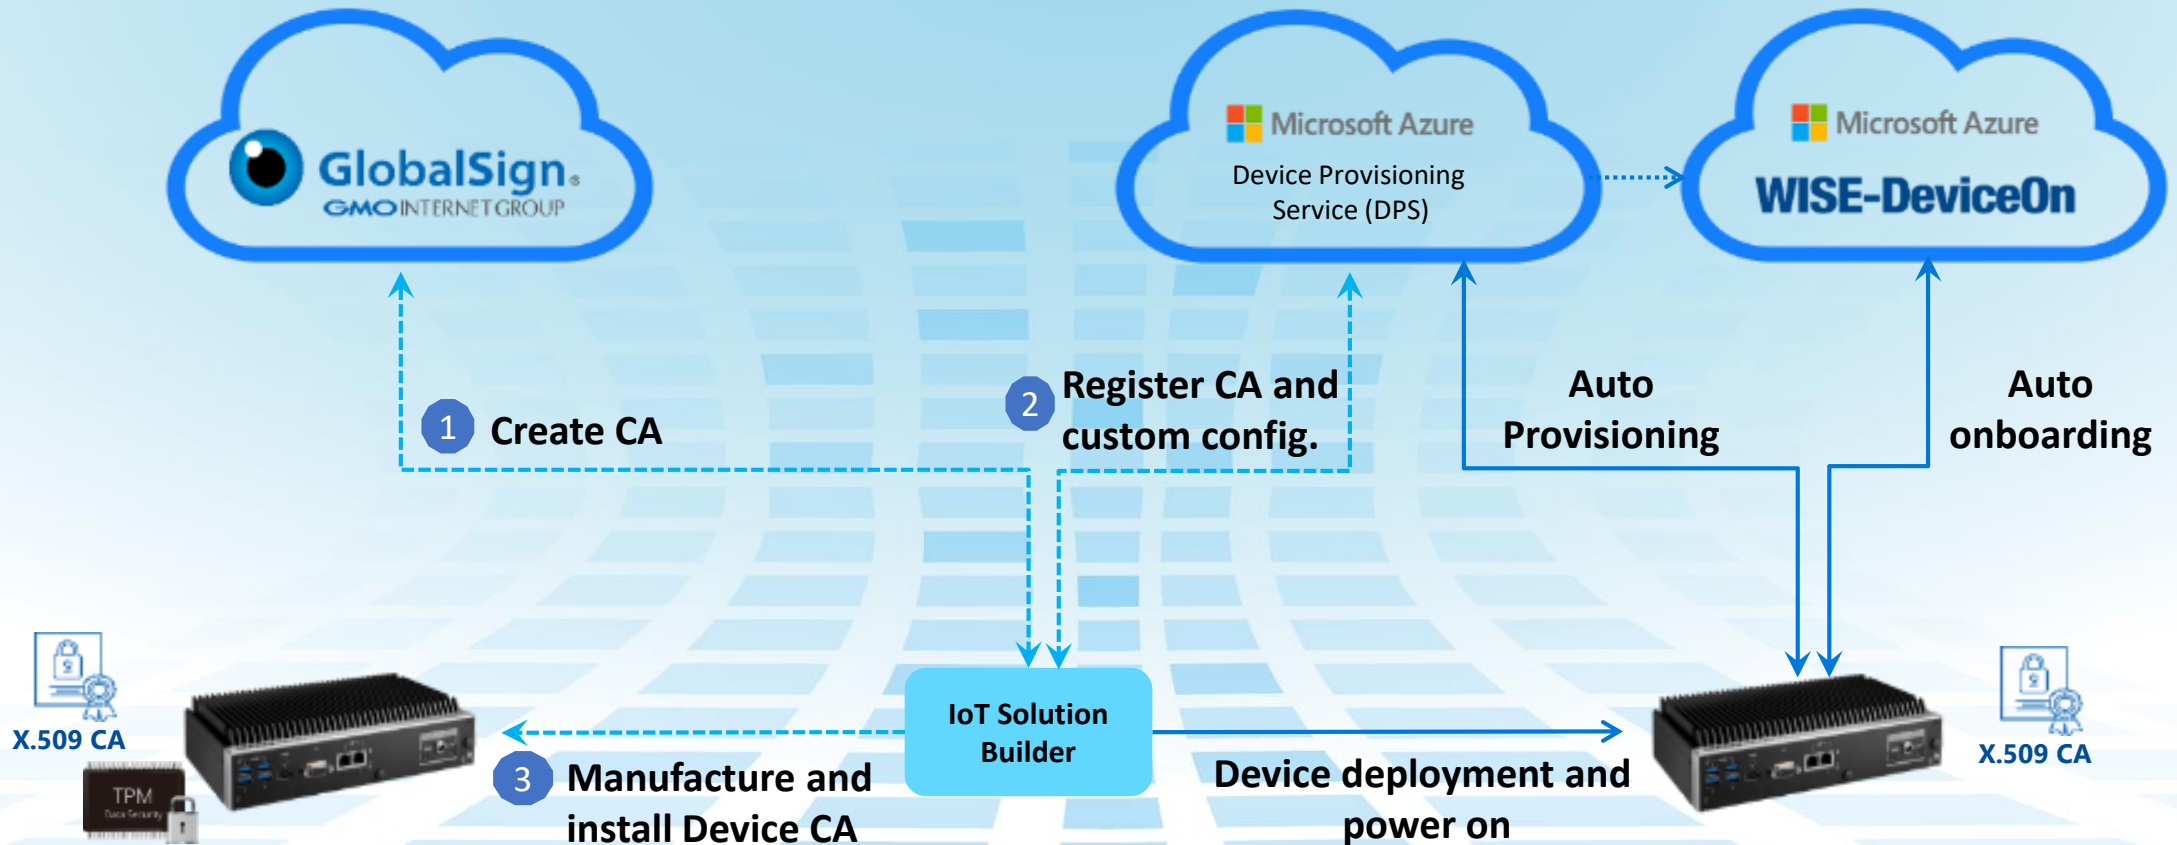 GlobalSign®
GMO INTERNET GROUP
Microsoft Azure
Device Provisioning
Service (DPS)
Microsoft Azure
WISE-DeviceOn
1 Create CA
2 Register CA and
custom config.
Auto
Provisioning
Auto
onboarding
X.509 CA
TPM
Data Security
3 Manufacture and
install Device CA
IoT Solution
Builder
Device deployment and
power on
X.509 CA